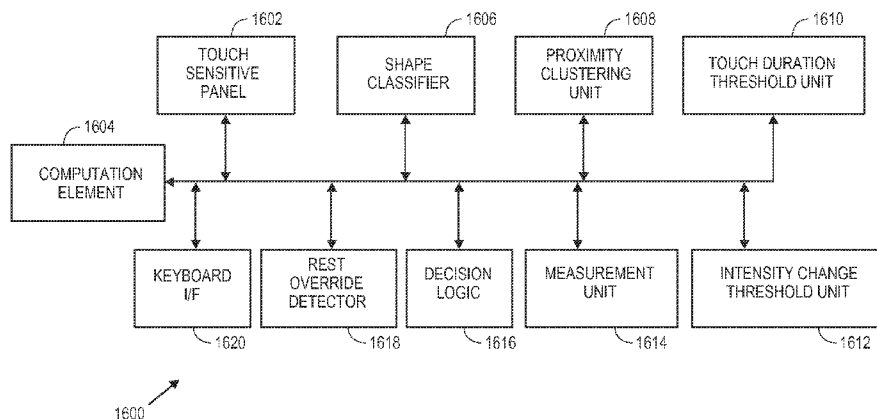 1602
TOUCH
SENSITIVE
PANEL
1606
SHAPE
CLASSIFIER
1608
PROXIMITY
CLUSTERING
UNIT
1610
TOUCH DURATION
THRESHOLD UNIT
1604
COMPUTATION
ELEMENT
KEYBOARD
I/F
1620
REST
OVERRIDE
DETECTOR
1618
DECISION
LOGIC
1616
MEASUREMENT
UNIT
1614
INTENSITY CHANGE
THRESHOLD UNIT
1612
1600